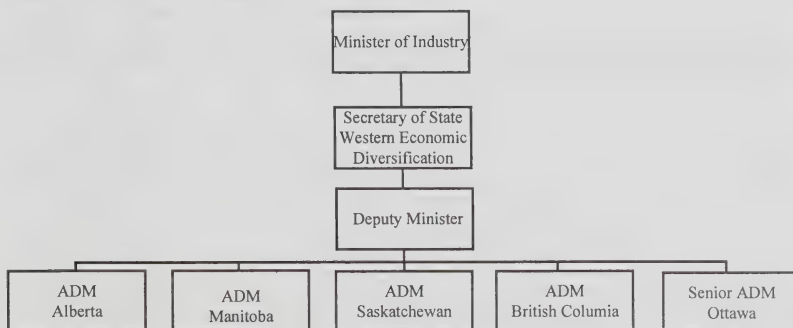 Minister of Industry
Secretary of State
Western Economic
Diversification
Deputy Minister
ADM
Alberta
ADM
Manitoba
ADM
Saskatchewan
ADM
British Columia
Senior ADM
Ottawa